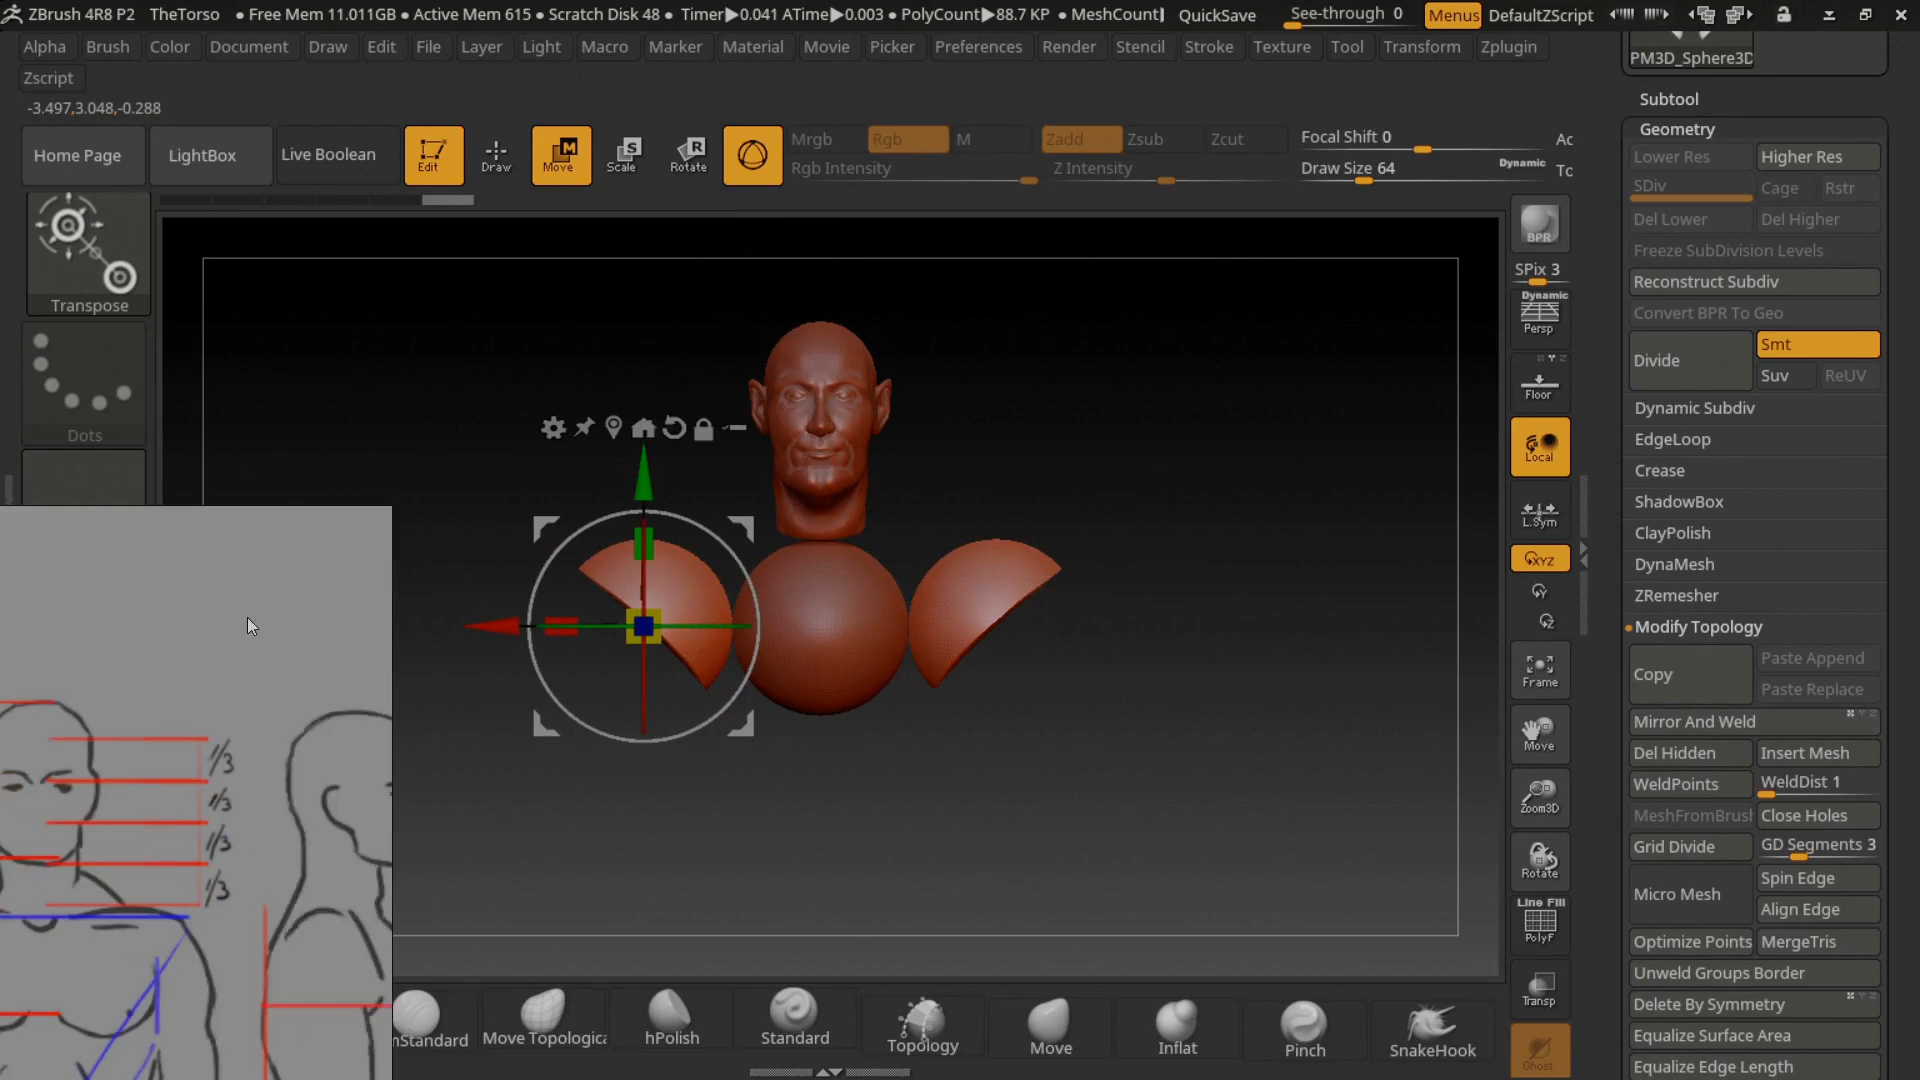 ZBrush 4R8 P2 TheTorso • Free Mem 11.011GB • Active Mem 615 • Scratch Disk 48 • Timer▶0.041 ATime▶0.003 • PolyCount▶88.7 KP • MeshCount QuickSave See-through 0 Menus DefaultZScript
Alpha Brush Color Document Draw Edit File Layer Light Macro Marker Material Movie Picker Preferences Render Stencil Stroke Texture Tool Transform Zplugin
Zscript
-3.497,3.048,-0.288
Home Page LightBox Live Boolean Edit Draw Move Scale Rotate
Mrgb Rgb M Zadd Zsub Zcut Focal Shift 0 Ac
Rgb Intensity Z Intensity Draw Size 64 Dynamic To
Transpose
Dots
1/3
1/3
1/3
1/3
BPR
SPix 3
Dynamic
Persp
Floor
Local
L.Sym
XYZ
Y
Z
Frame
Move
Zoom3D
Rotate
Line Fill
PolyF
Transp
Ghost
PM3D_Sphere3D
Subtool
Geometry
Lower Res Higher Res
SDiv Cage Rstr
Del Lower Del Higher
Freeze SubDivision Levels
Reconstruct Subdiv
Convert BPR To Geo
Divide Smt
Suv ReUV
Dynamic Subdiv
EdgeLoop
Crease
ShadowBox
ClayPolish
DynaMesh
ZRemesher
Modify Topology
Copy Paste Append
Paste Replace
Mirror And Weld
Del Hidden Insert Mesh
WeldPoints WeldDist 1
MeshFromBrush Close Holes
Grid Divide GD Segments 3
Micro Mesh Spin Edge
Align Edge
Optimize Points MergeTris
Unweld Groups Border
Delete By Symmetry
Equalize Surface Area
Equalize Edge Length
mStandard Move Topologica hPolish Standard Topology Move Inflat Pinch SnakeHook